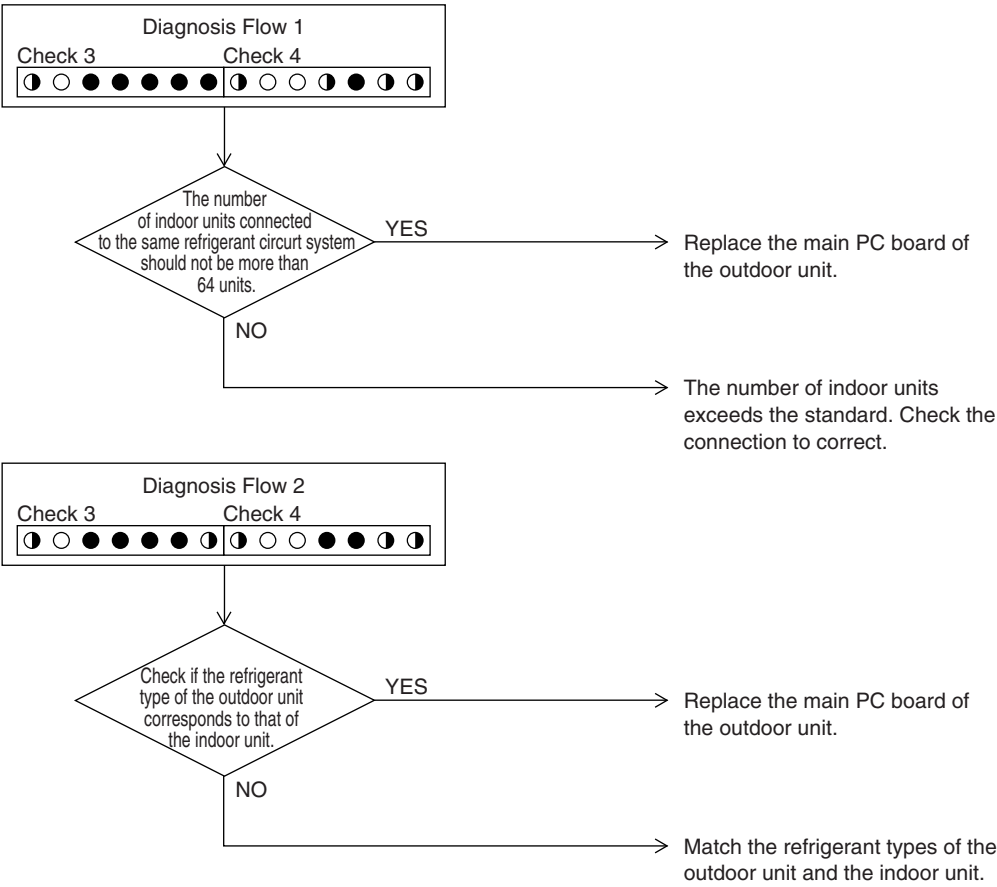 Diagnosis Flow 1
Check 3 Check 4
The number
of indoor units connected
to the same refrigerant circurt system
should not be more than
64 units.
YES
Replace the main PC board of
the outdoor unit.
NO
The number of indoor units
exceeds the standard. Check the
connection to correct.
Diagnosis Flow 2
Check 3 Check 4
Check if the refrigerant
type of the outdoor unit
corresponds to that of
the indoor unit.
YES
Replace the main PC board of
the outdoor unit.
NO
Match the refrigerant types of the
outdoor unit and the indoor unit.